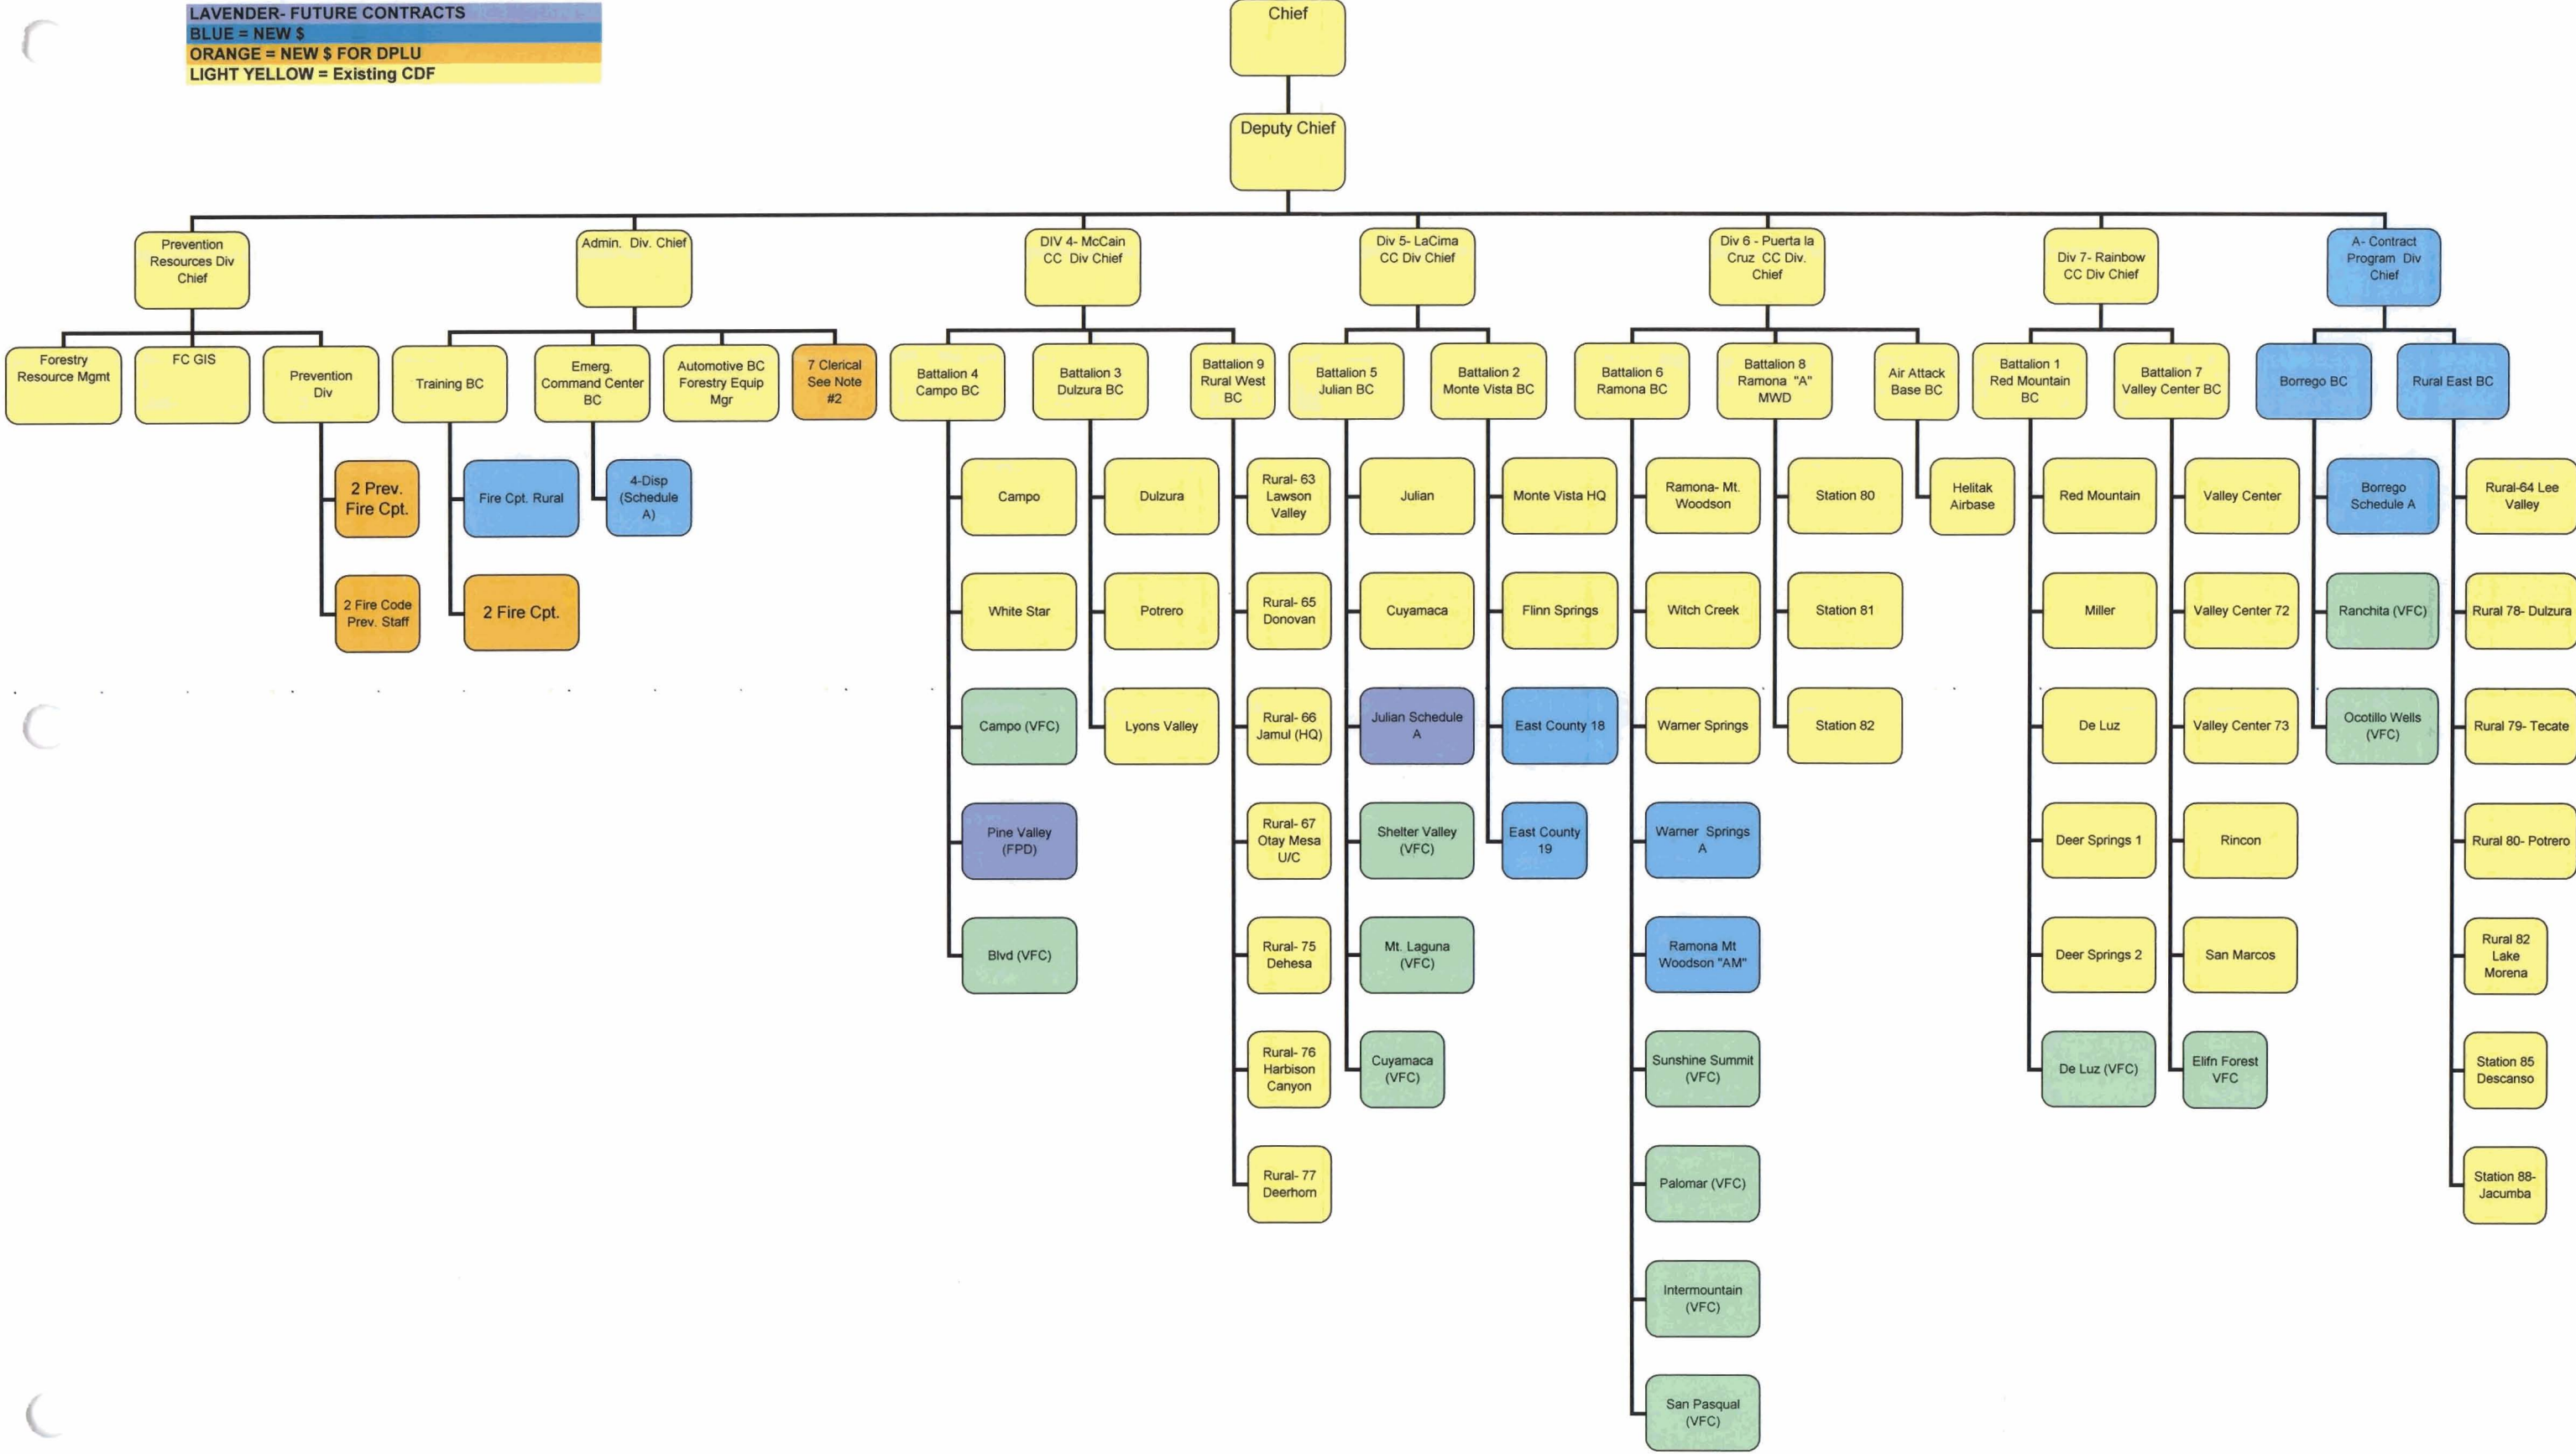 LAVENDER- FUTURE CONTRACTS
BLUE = NEW $
ORANGE = NEW $ FOR DPLU
LIGHT YELLOW = Existing CDF
Chief
Deputy Chief
Prevention
Resources Div
Chief
Admin. Div. Chief
DIV 4- McCain
CC Div Chief
Div 5- LaCima
CC Div Chief
Div 6 - Puerta la
Cruz CC Div.
Chief
Div 7- Rainbow
CC Div Chief
A- Contract
Program Div
Chief
Forestry
Resource Mgmt
FC GIS
Prevention
Div
Training BC
Emerg.
Command Center
BC
Automotive BC
Forestry Equip
Mgr
7 Clerical
See Note
#2
Battalion 4
Campo BC
Battalion 3
Dulzura BC
Battalion 9
Rural West
BC
Battalion 5
Julian BC
Battalion 2
Monte Vista BC
Battalion 6
Ramona BC
Battalion 8
Ramona "A"
MWD
Air Attack
Base BC
Battalion 1
Red Mountain
BC
Battalion 7
Valley Center BC
Borrego BC
Rural East BC
2 Prev.
Fire Cpt.
2 Fire Code
Prev. Staff
Fire Cpt. Rural
2 Fire Cpt.
4-Disp
(Schedule
A)
Campo
White Star
Campo (VFC)
Pine Valley
(FPD)
Blvd (VFC)
Dulzura
Potrero
Lyons Valley
Rural- 63
Lawson
Valley
Rural- 65
Donovan
Rural- 66
Jamul (HQ)
Rural- 67
Otay Mesa
U/C
Rural- 75
Dehesa
Rural- 76
Harbison
Canyon
Rural- 77
Deerhorn
Julian
Cuyamaca
Julian Schedule
A
Shelter Valley
(VFC)
Mt. Laguna
(VFC)
Cuyamaca
(VFC)
Monte Vista HQ
Flinn Springs
East County 18
East County
19
Ramona- Mt.
Woodson
Witch Creek
Warner Springs
Warner Springs
A
Ramona Mt
Woodson "AM"
Sunshine Summit
(VFC)
Palomar (VFC)
Intermountain
(VFC)
San Pasqual
(VFC)
Station 80
Station 81
Station 82
Helitak
Airbase
Red Mountain
Miller
De Luz
Deer Springs 1
Deer Springs 2
De Luz (VFC)
Valley Center
Valley Center 72
Valley Center 73
Rincon
San Marcos
Elifn Forest
VFC
Borrego
Schedule A
Ranchita (VFC)
Ocotillo Wells
(VFC)
Rural-64 Lee
Valley
Rural 78- Dulzura
Rural 79- Tecate
Rural 80- Potrero
Rural 82
Lake
Morena
Station 85
Descanso
Station 88-
Jacumba